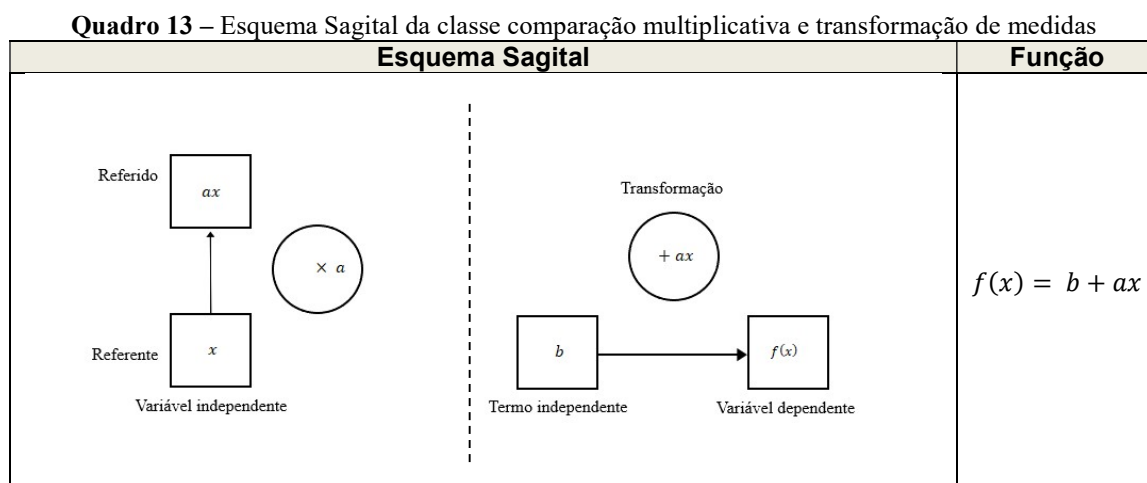 Quadro 13 – Esquema Sagital da classe comparação multiplicativa e transformação de medidas
Esquema Sagital
Função
Referido
ax
× a
Referente
x
Variável independente
Transformação
+ ax
b
f(x)
Termo independente
Variável dependente
f(x) = b + ax